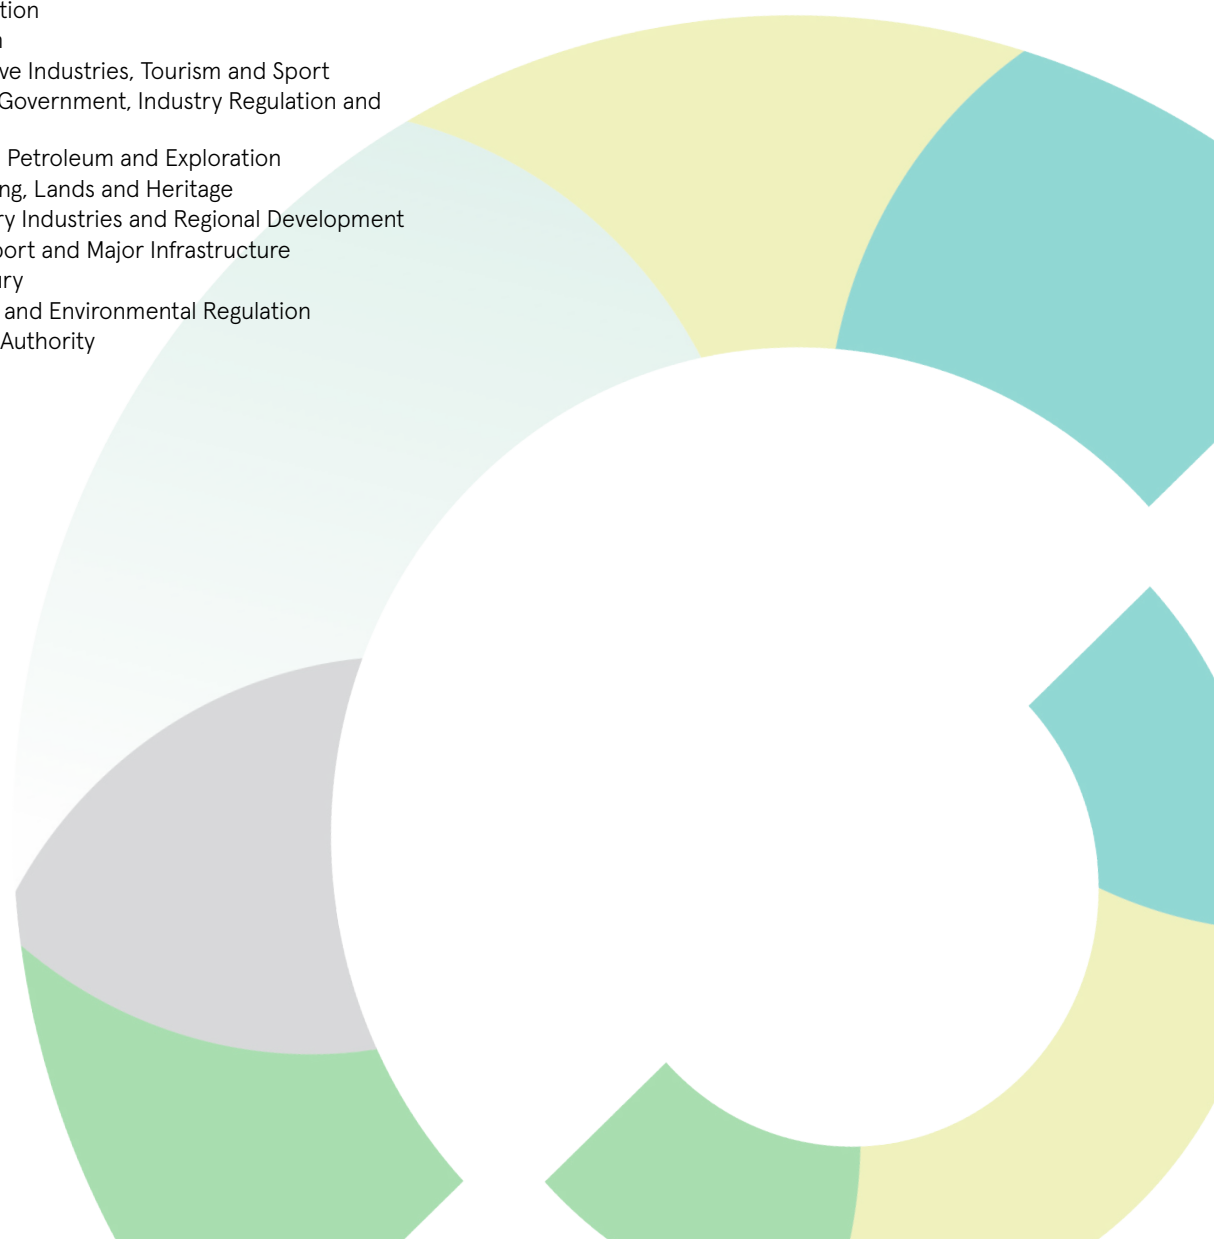 tion
n
ve Industries, Tourism and Sport
Government, Industry Regulation and
Petroleum and Exploration
ng, Lands and Heritage
ry Industries and Regional Development
port and Major Infrastructure
ury
and Environmental Regulation
Authority